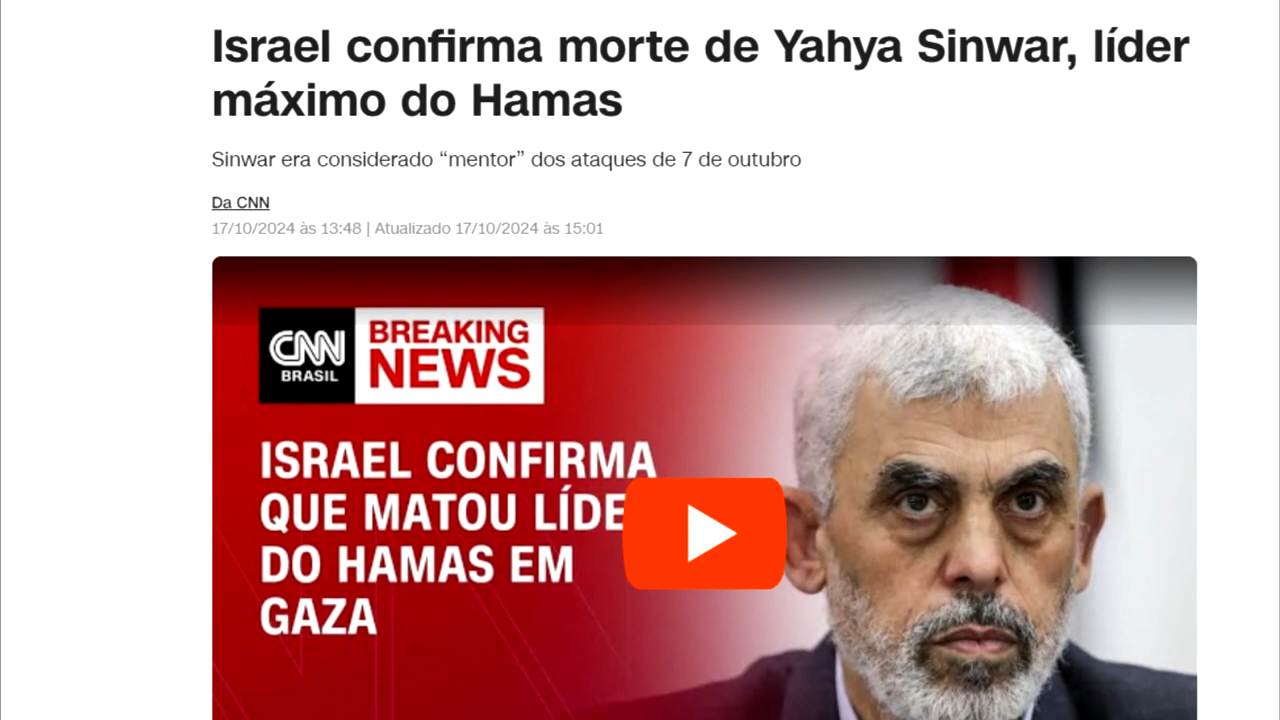 Israel confirma morte de Yahya Sinwar, líder
máximo do Hamas
Sinwar era considerado “mentor” dos ataques de 7 de outubro
Da CNN
17/10/2024 às 13:48 | Atualizado 17/10/2024 às 15:01
CNN
BRASIL
BREAKING
NEWS
ISRAEL CONFIRMA
QUE MATOU LÍDE
DO HAMAS EM
GAZA